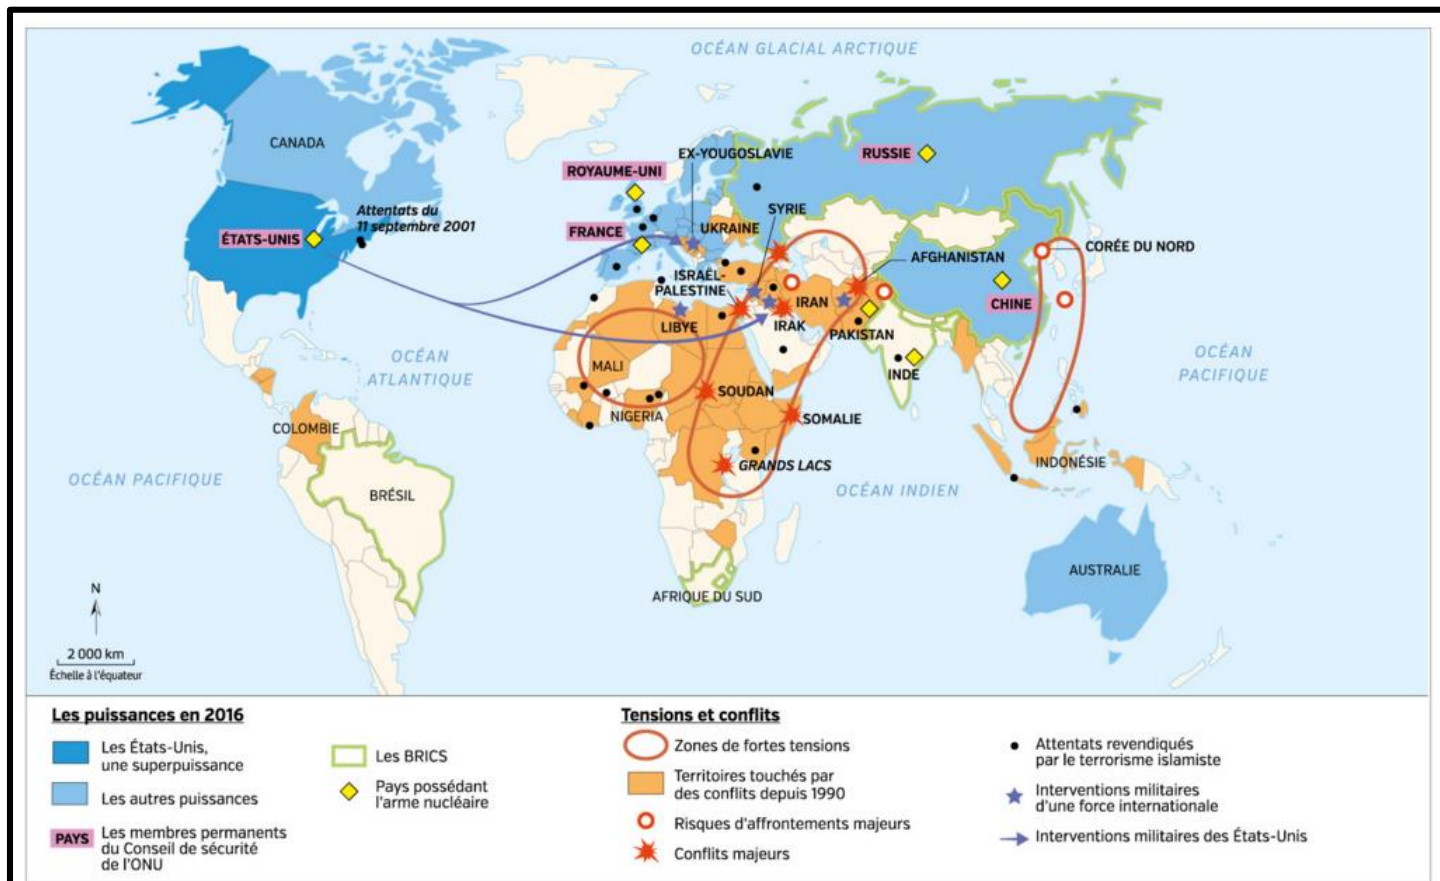 OCÉAN GLACIAL ARCTIQUE
CANADA
EX-YOUGOSLAVIE
RUSSIE
ROYAUME-UNI
SYRIE
Attentats du
11 septembre 2001
ÉTATS-UNIS
FRANCE
UKRAINE
CORÉE DU NORD
AFGHANISTAN
ISRAËL-
PALESTINE
IRAN
CHINE
LIBYE
IRAK
PAKISTAN
OCÉAN
ATLANTIQUE
OCÉAN
PACIFIQUE
MALI
INDE
SOUDAN
NIGERIA
SOMALIE
COLOMBIE
GRANDS LACS
INDONÉSIE
OCÉAN PACIFIQUE
BRÉSIL
OCÉAN INDIEN
AUSTRALIE
AFRIQUE DU SUD
N
2 000 km
Échelle à l'équateur
Les puissances en 2016
Les États-Unis,
une superpuissance
Les autres puissances
PAYS
Les membres permanents
du Conseil de sécurité
de l'ONU
Les BRICS
Pays possédant
l'arme nucléaire
Tensions et conflits
Zones de fortes tensions
Territoires touchés par
des conflits depuis 1990
Risques d'affrontements majeurs
Conflits majeurs
Attentats revendiqués
par le terrorisme islamiste
Interventions militaires
d'une force internationale
Interventions militaires des États-Unis